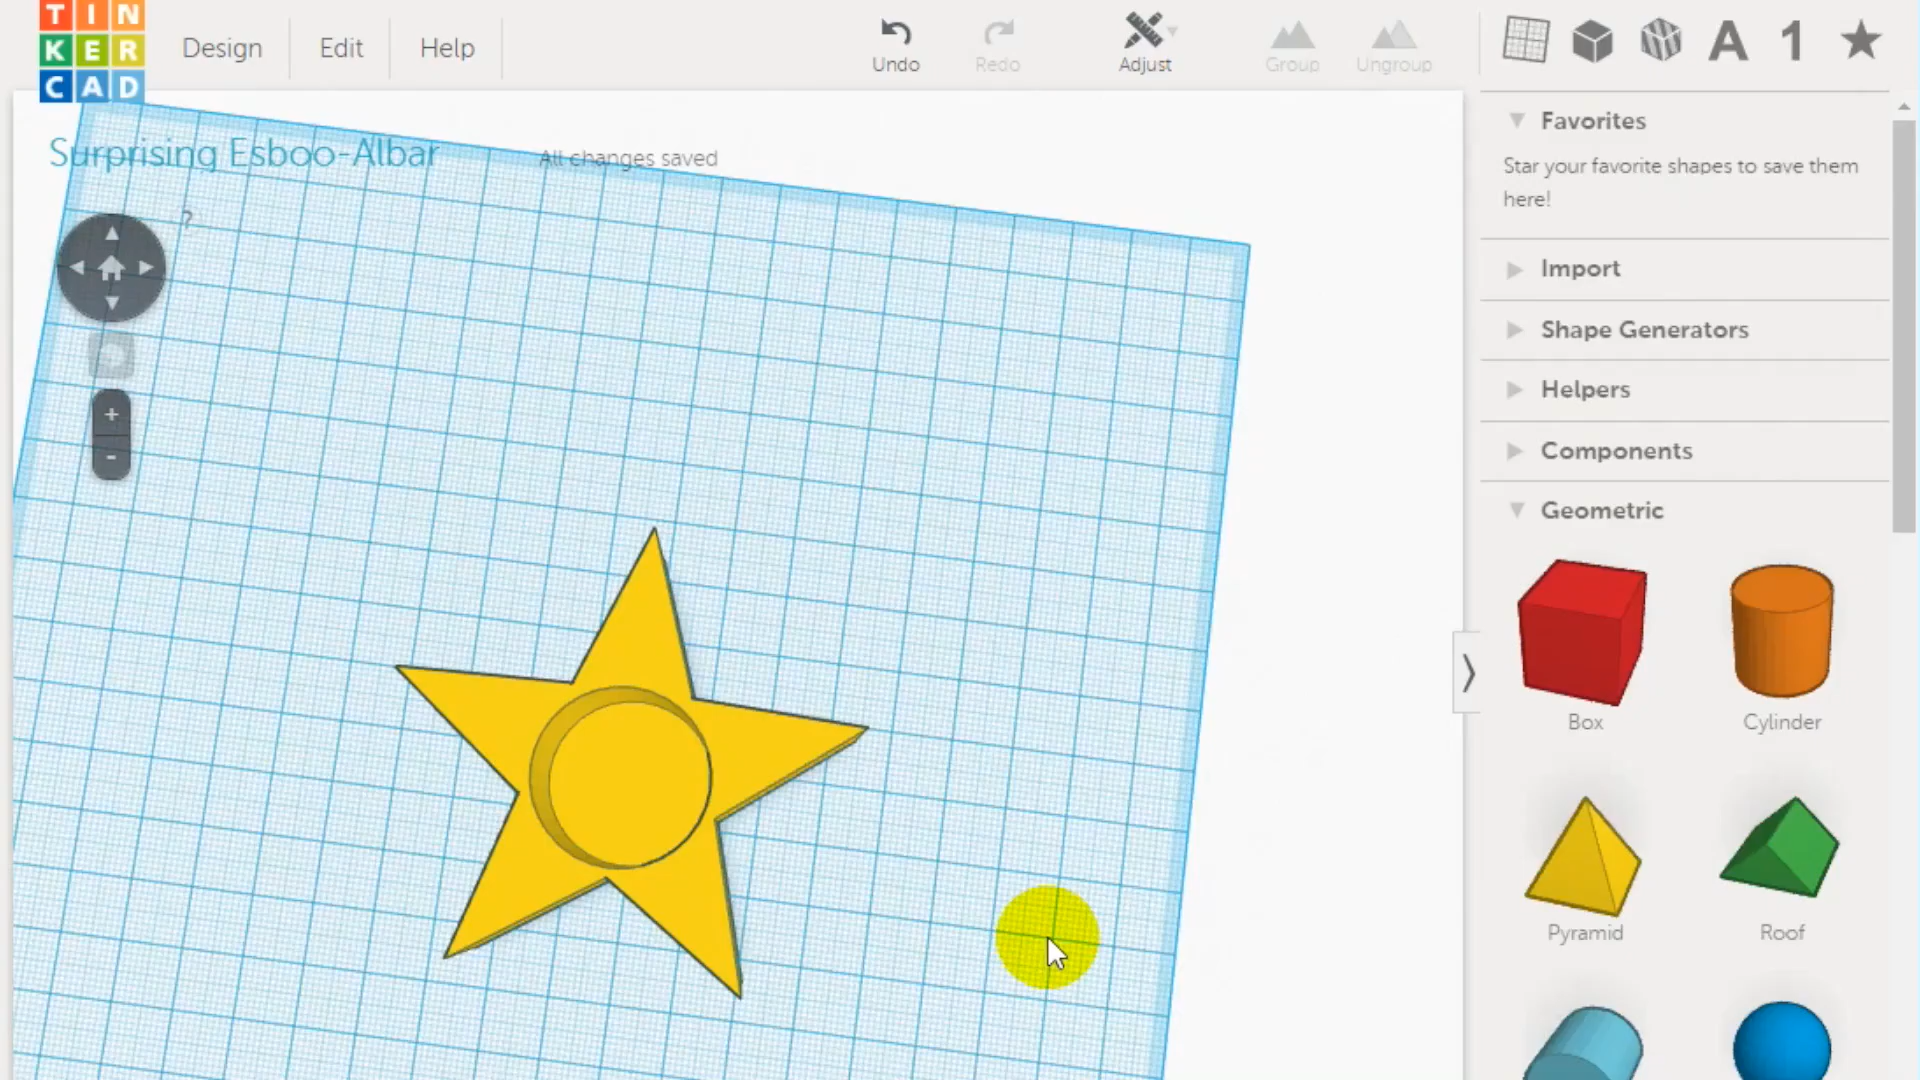 TIN
KER
CAD
Design
Edit
Help
Undo
Redo
Adjust
Group
Ungroup
A
1
Surprising Esboo-Albar
All changes saved
?
+
-
Favorites
Star your favorite shapes to save them
here!
Import
Shape Generators
Helpers
Components
Geometric
Box
Cylinder
Pyramid
Roof